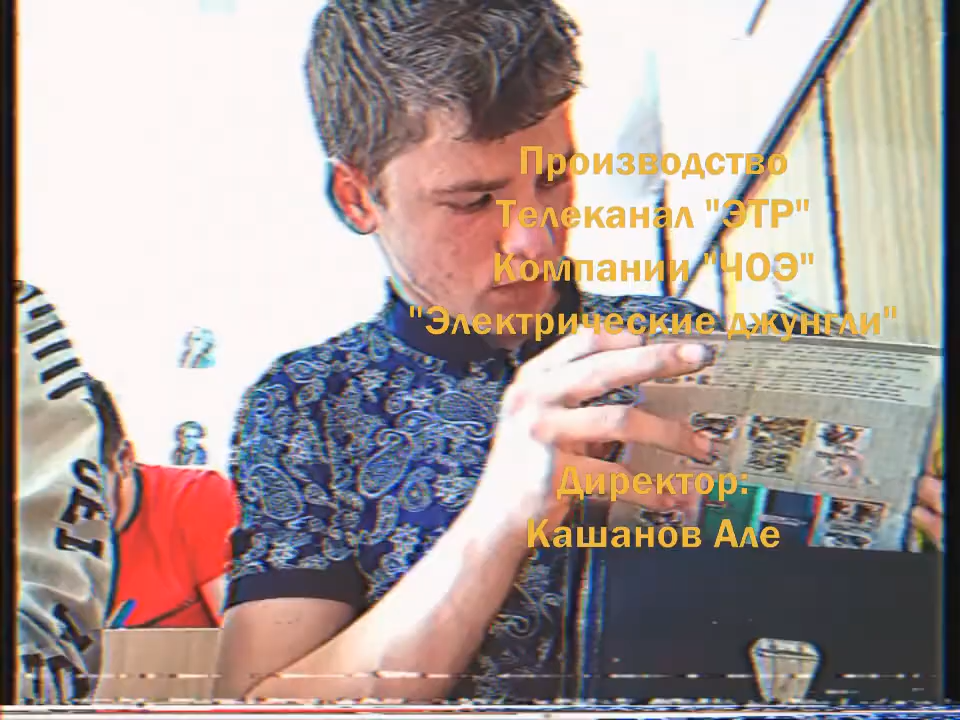 Производство
Телеканал "ЭТР"
Компании "ЧОЭ"
"Электрические джунгли"
Директор:
Кашанов Але